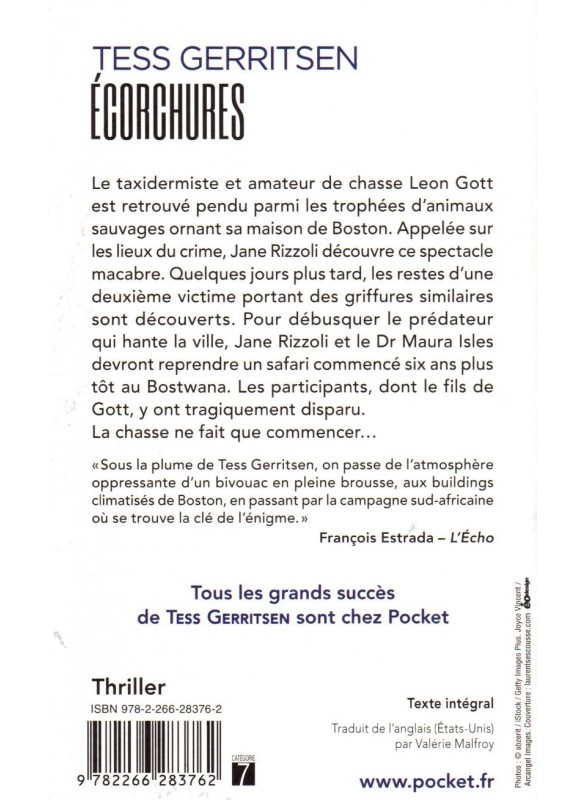 TESS GERRITSEN
ÉCORCHURES
Le taxidermiste et amateur de chasse Leon Gott
est retrouvé pendu parmi les trophées d’animaux
sauvages ornant sa maison de Boston. Appelée sur
les lieux du crime, Jane Rizzoli découvre ce spectacle
macabre. Quelques jours plus tard, les restes d’une
deuxième victime portant des griffures similaires
sont découverts. Pour débusquer le prédateur
qui hante la ville, Jane Rizzoli et le Dr Maura Isles
devront reprendre un safari commencé six ans plus
tôt au Bostwana. Les participants, dont le fils de
Gott, y ont tragiquement disparu.
La chasse ne fait que commencer…
« Sous la plume de Tess Gerritsen, on passe de l’atmosphère
oppressante d’un bivouac en pleine brousse, aux buildings
climatisés de Boston, en passant par la campagne sud-africaine
où se trouve la clé de l’énigme. »
François Estrada – L’Écho
Tous les grands succès
de TESS GERRITSEN sont chez Pocket
Thriller
ISBN 978-2-266-28376-2
9 782266 283762
CATÉGORIE
7
Texte intégral
Traduit de l’anglais (États-Unis)
par Valérie Malfroy
www.pocket.fr
Photos : © abzerit / iStock / Getty Images Plus. Joyce Vincent /
Arcangel Images. Couverture : laurentsescousse.com